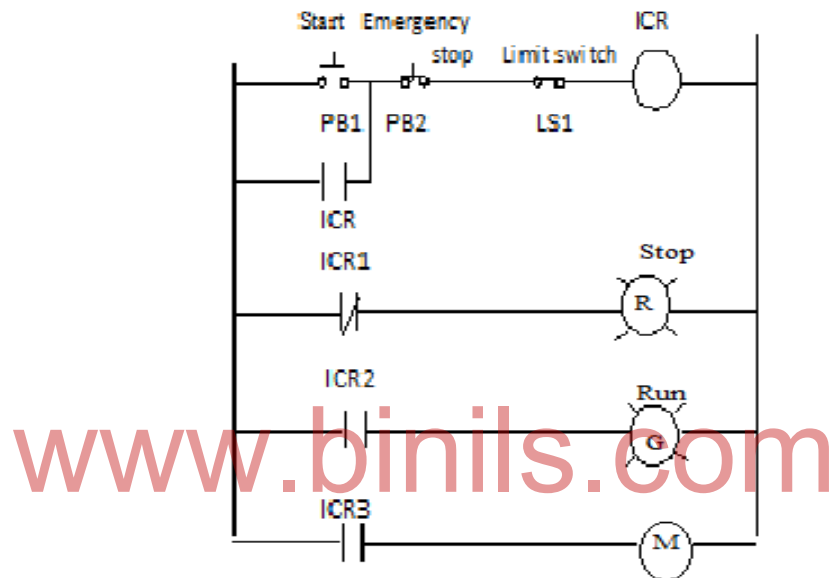 Start Emergency stop Limit switch ICR
PB1 PB2 LS1
ICR
ICR1
Stop
R
ICR2
Run
G
www.binils.com
ICR3
M